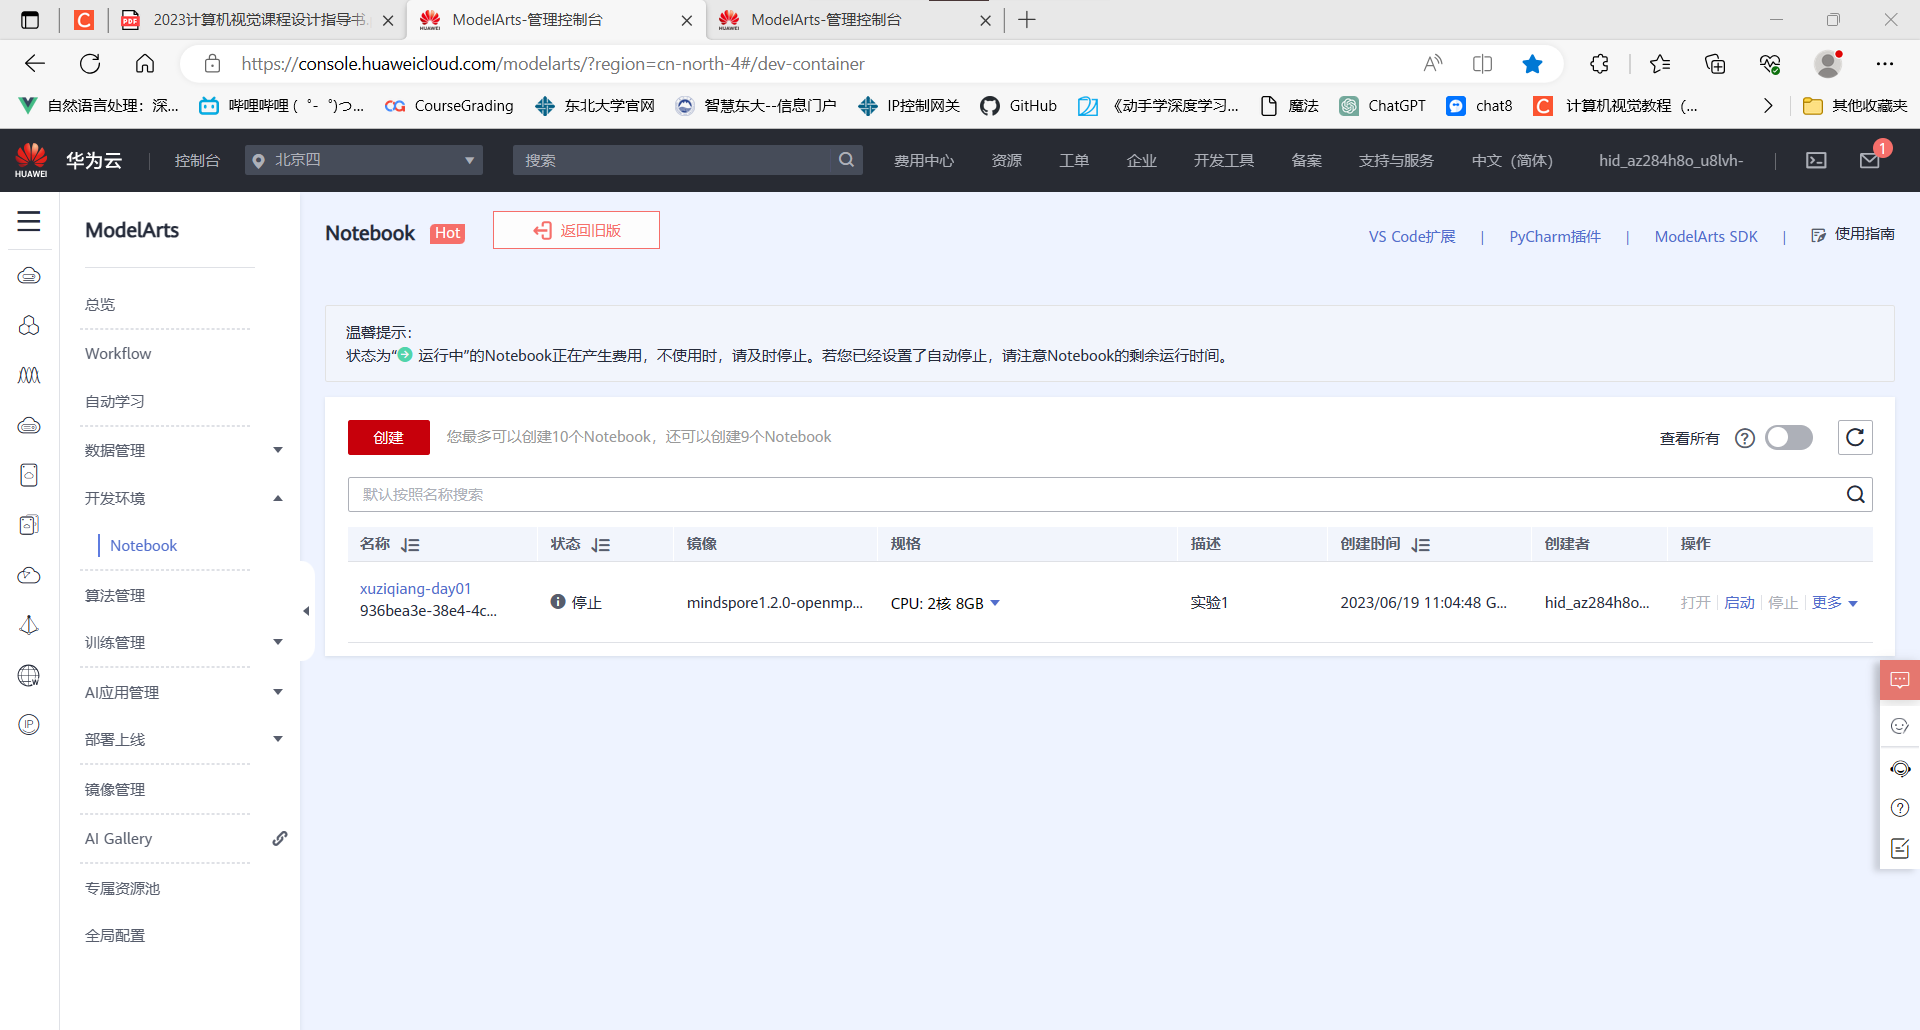 2023计算机视觉课程设计指导书.
ModelArts-管理控制台
ModelArts-管理控制台
https://console.huaweicloud.com/modelarts/?region=cn-north-4#/dev-container
自然语言处理：深...
哔哩哔哩 (゜-゜)つ...
CourseGrading
东北大学官网
智慧东大--信息门户
IP控制网关
GitHub
《动手学深度学习...
魔法
ChatGPT
chat8
计算机视觉教程（...
其他收藏夹
HUAWEI
华为云
控制台
北京四
搜索
费用中心
资源
工单
企业
开发工具
备案
支持与服务
中文（简体）
hid_az284h8o_u8lvh-
1
ModelArts
总览
Workflow
自动学习
数据管理
开发环境
Notebook
算法管理
训练管理
AI应用管理
部署上线
镜像管理
AI Gallery
专属资源池
全局配置
Notebook Hot
返回旧版
VS Code扩展 | PyCharm插件 | ModelArts SDK | 使用指南
温馨提示：
状态为“ 运行中”的Notebook正在产生费用，不使用时，请及时停止。若您已经设置了自动停止，请注意Notebook的剩余运行时间。
创建
您最多可以创建10个Notebook，还可以创建9个Notebook
查看所有
默认按照名称搜索
名称 状态 镜像 规格 描述 创建时间 创建者 操作
xuziqiang-day01
936bea3e-38e4-4c...
停止
mindspore1.2.0-openmp...
CPU: 2核 8GB
实验1
2023/06/19 11:04:48 G...
hid_az284h8o...
打开 启动 停止 更多